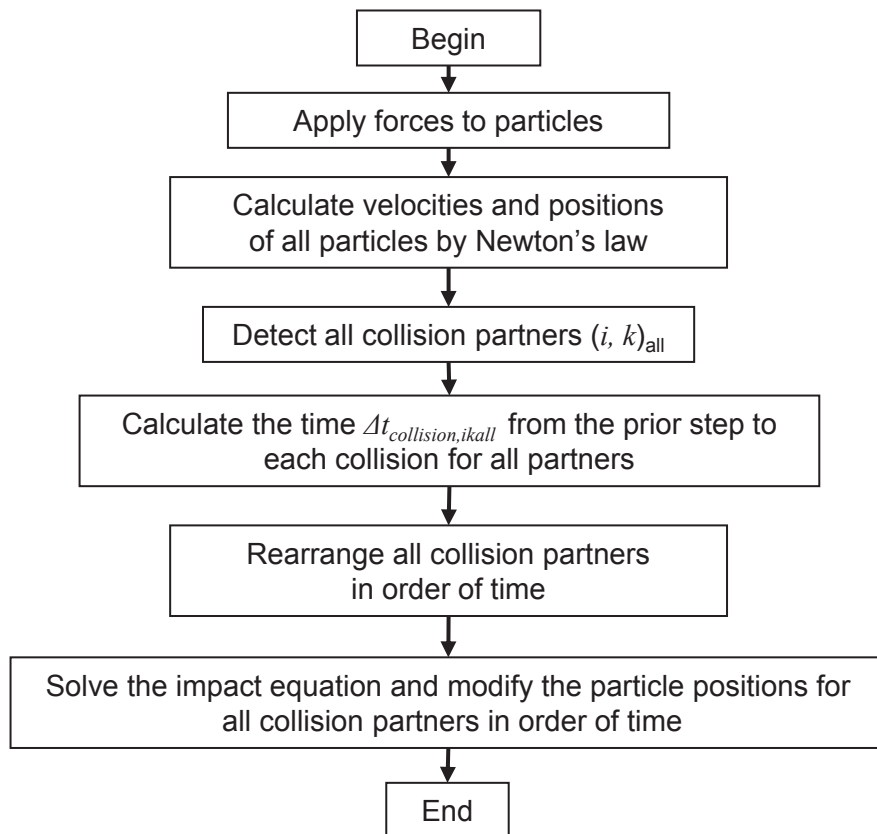 Begin
Apply forces to particles
Calculate velocities and positions
of all particles by Newton’s law
Detect all collision partners (i, k)all
Calculate the time Δtcollision,ikall from the prior step to
each collision for all partners
Rearrange all collision partners
in order of time
Solve the impact equation and modify the particle positions for
all collision partners in order of time
End